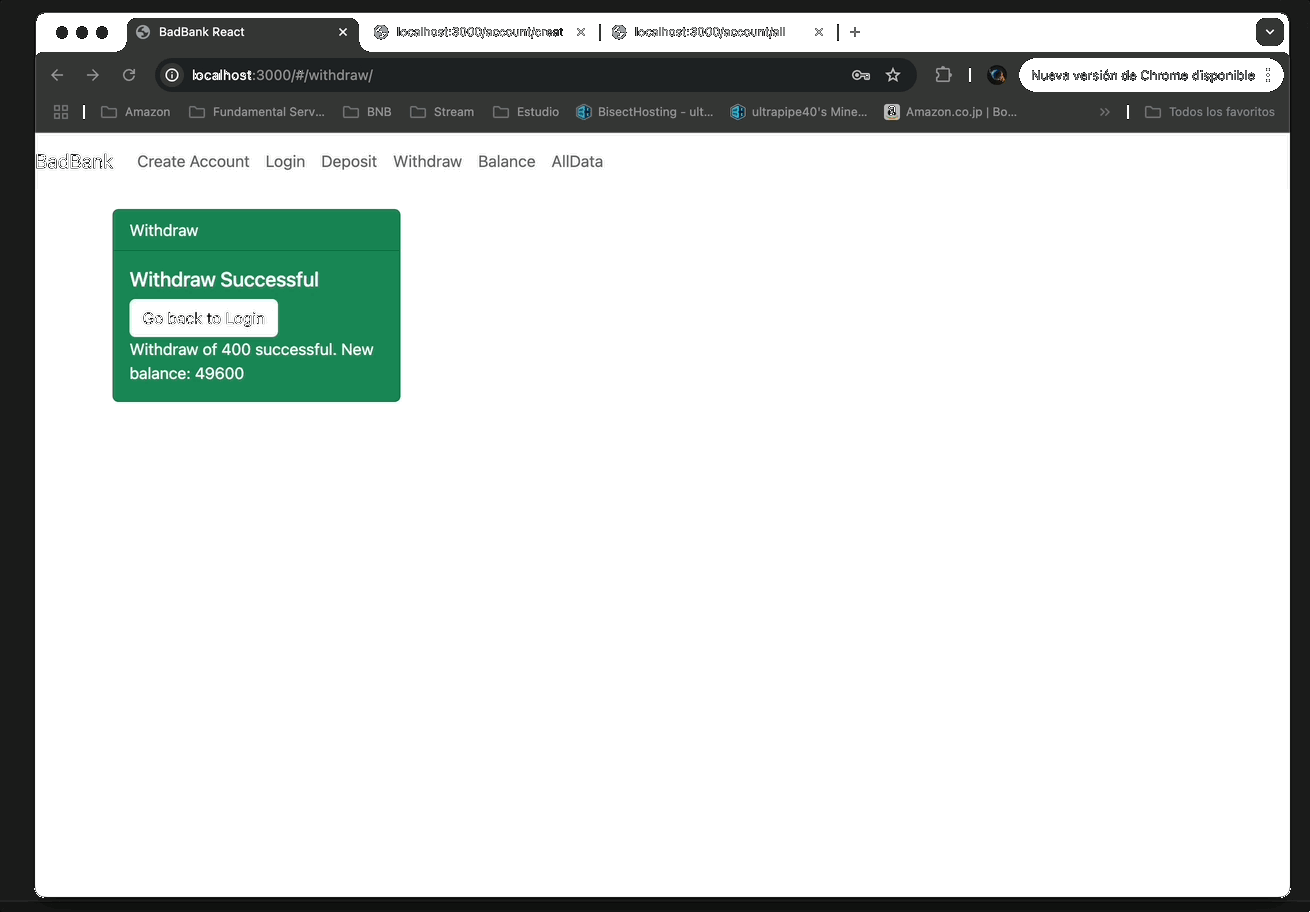 BadBank React
localhost:3000/account/creat
localhost:3000/account/all
localhost:3000/#/withdraw/
Nueva versión de Chrome disponible
Amazon
Fundamental Serv...
BNB
Stream
Estudio
BisectHosting - ult...
ultrapipe40's Mine...
Amazon.co.jp | Bo...
Todos los favoritos
BadBank
Create Account
Login
Deposit
Withdraw
Balance
AllData
Withdraw
Withdraw Successful
Go back to Login
Withdraw of 400 successful. New
balance: 49600